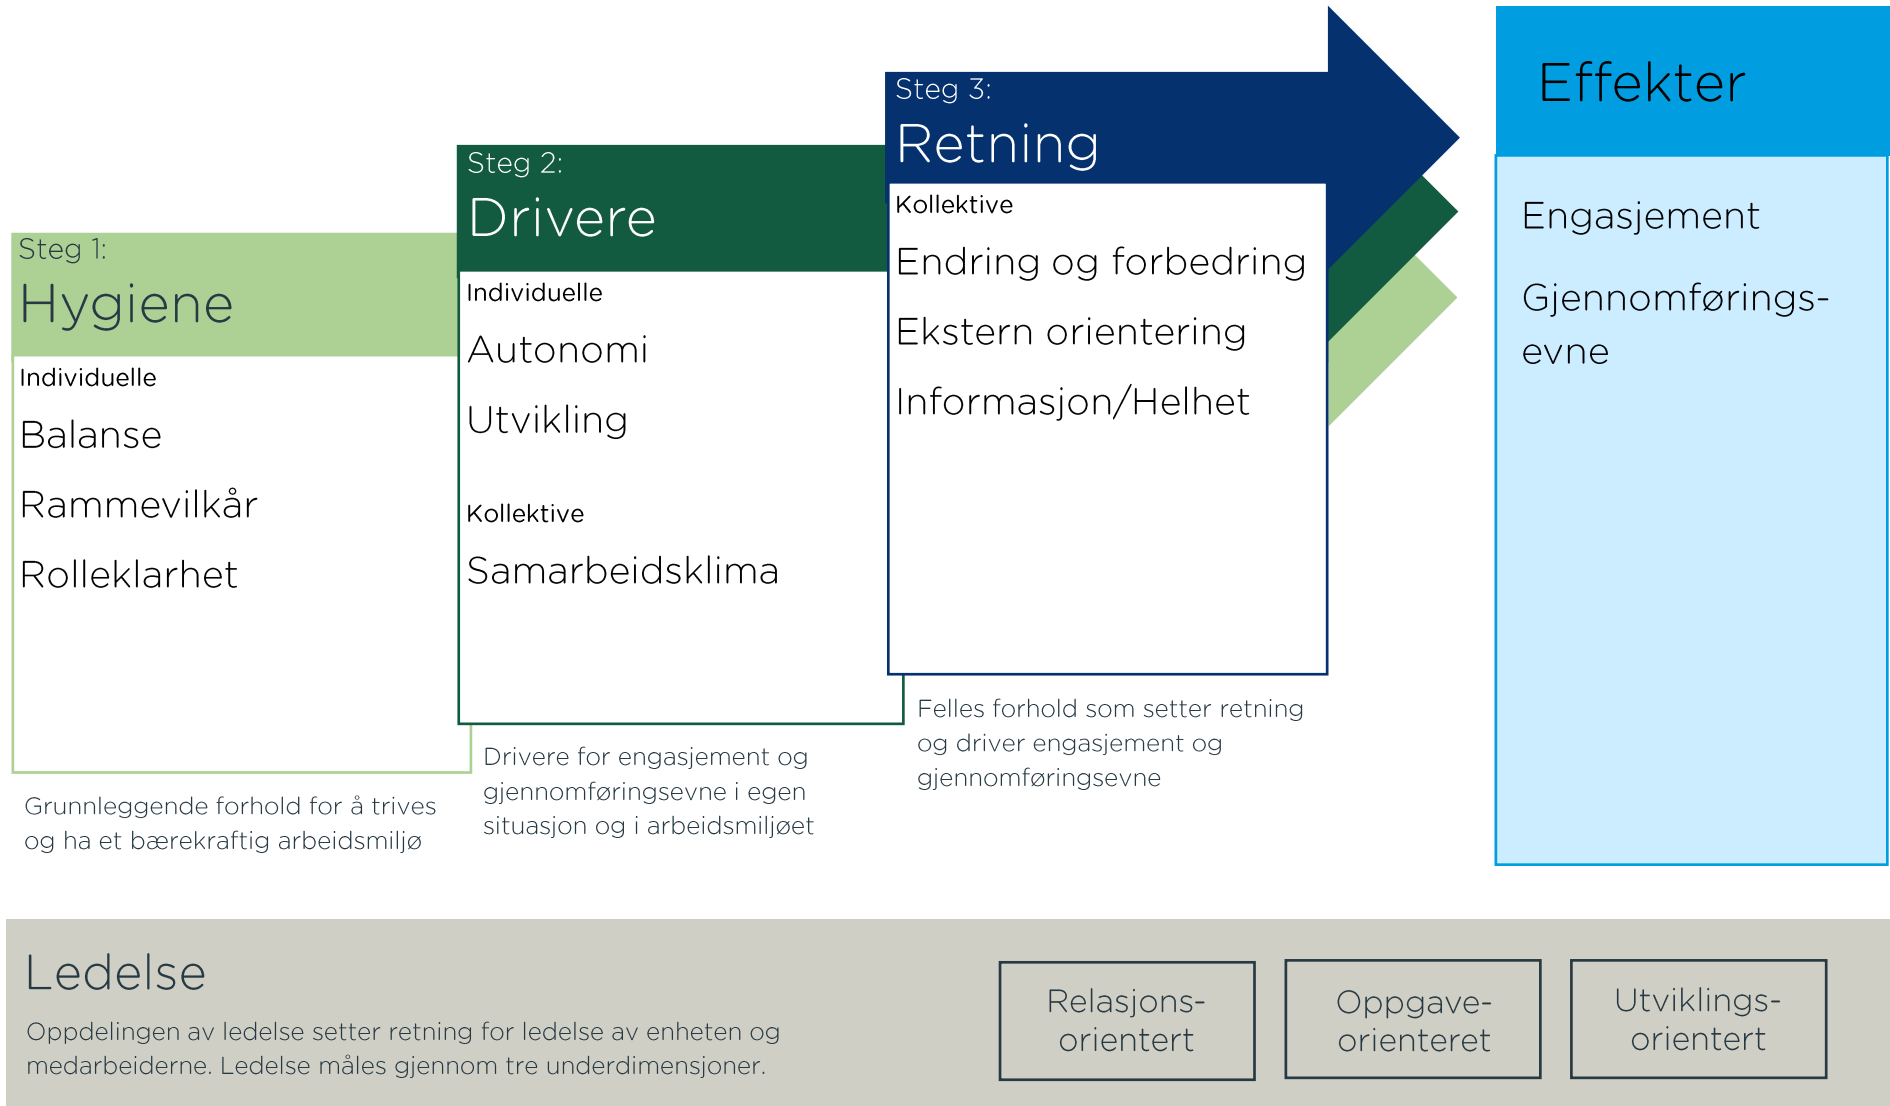 Steg 1:
Hygiene
Individuelle
Balanse
Rammevilkår
Rolleklarhet
Grunnleggende forhold for å trives
og ha et bærekraftig arbeidsmiljø
Steg 2:
Drivere
Individuelle
Autonomi
Utvikling
Kollektive
Samarbeidsklima
Drivere for engasjement og
gjennomføringsevne i egen
situasjon og i arbeidsmiljøet
Steg 3:
Retning
Kollektive
Endring og forbedring
Ekstern orientering
Informasjon/Helhet
Felles forhold som setter retning
og driver engasjement og
gjennomføringsevne
Effekter
Engasjement
Gjennomførings-
evne
Ledelse
Oppdelingen av ledelse setter retning for ledelse av enheten og
medarbeiderne. Ledelse måles gjennom tre underdimensjoner.
Relasjons-
orientert
Oppgave-
orienteret
Utviklings-
orientert